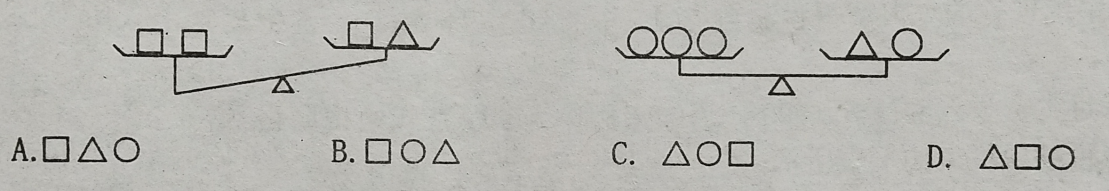 A.□△○ B.□○△ C. △○□ D. △□○